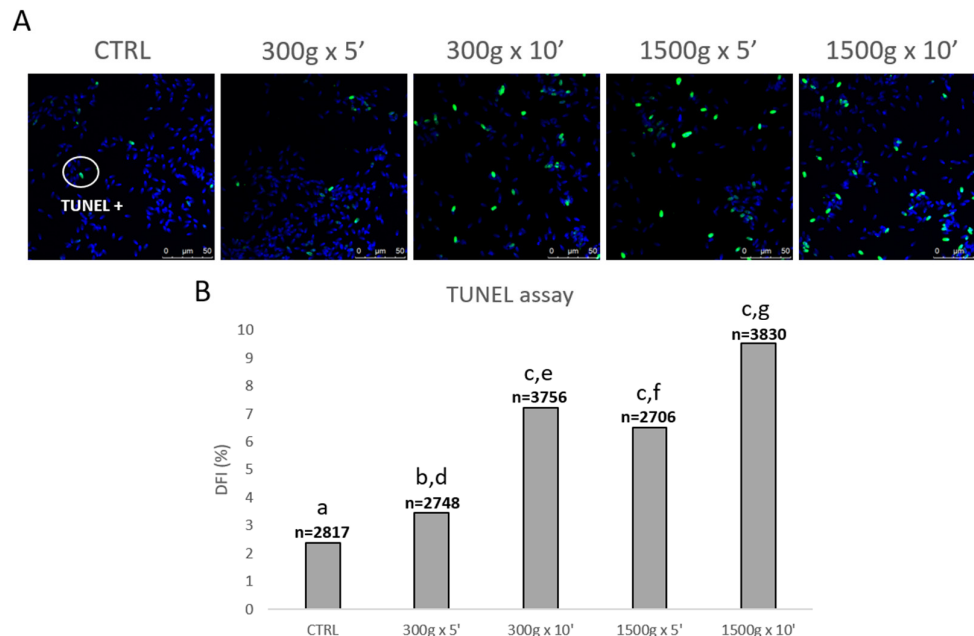 A
CTRL 300g x 5' 300g x 10' 1500g x 5' 1500g x 10'
TUNEL +
0 µm 50 0 µm 50 0 µm 50 0 µm 50 0 µm 50
B
TUNEL assay
DFI (%)
10
9
8
7
6
5
4
3
2
1
0
a
n=2817
b,d
n=2748
c,e
n=3756
c,f
n=2706
c,g
n=3830
CTRL 300g x 5' 300g x 10' 1500g x 5' 1500g x 10'